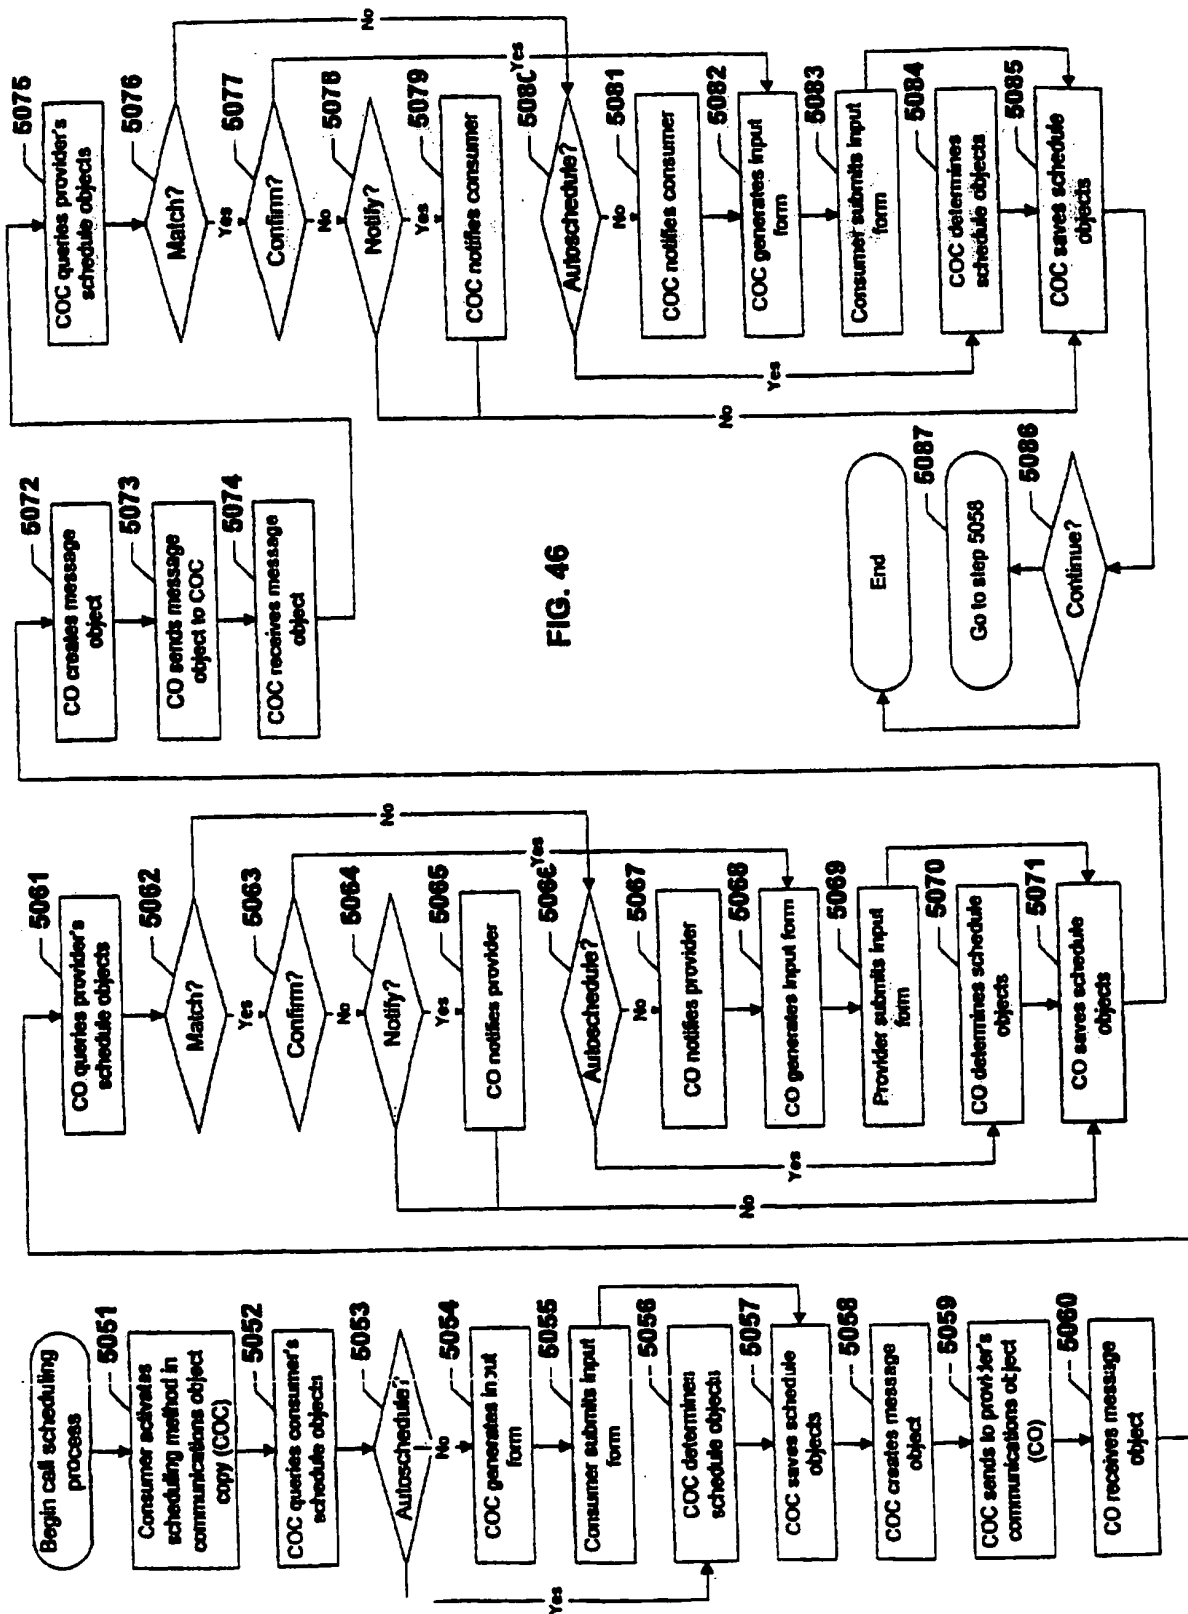 Begin call scheduling
process
5051
Consumer activates
scheduling method in
communications object
copy (COC)
5052
COC queries consumer's
schedule objects
5053
Autoschedule?
No
Yes
5054
COC generates input
form
5055
Consumer submits input
form
5056
COC determines
schedule objects
5057
COC saves schedule
objects
5058
COC creates message
object
5059
COC sends to provider's
communications object
(CO)
5060
CO receives message
object
5061
CO queries provider's
schedule objects
5062
Match?
Yes
No
5063
Confirm?
No
Yes
5064
Notify?
Yes
No
5065
CO notifies provider
5066
Autoschedule?
No
Yes
5067
CO notifies provider
5068
CO generates input form
5069
Provider submits input
form
5070
CO determines schedule
objects
5071
CO saves schedule
objects
5072
CO creates message
object
5073
CO sends message
object to COC
5074
COC receives message
object
FIG. 46
5075
COC queries provider's
schedule objects
5076
Match?
Yes
No
5077
Confirm?
No
Yes
5078
Notify?
Yes
No
5079
COC notifies consumer
5080
Autoschedule?
No
Yes
5081
COC notifies consumer
5082
COC generates input
form
5083
Consumer submits input
form
5084
COC determines
schedule objects
5085
COC saves schedule
objects
5086
Continue?
5087
Go to step 5058
End